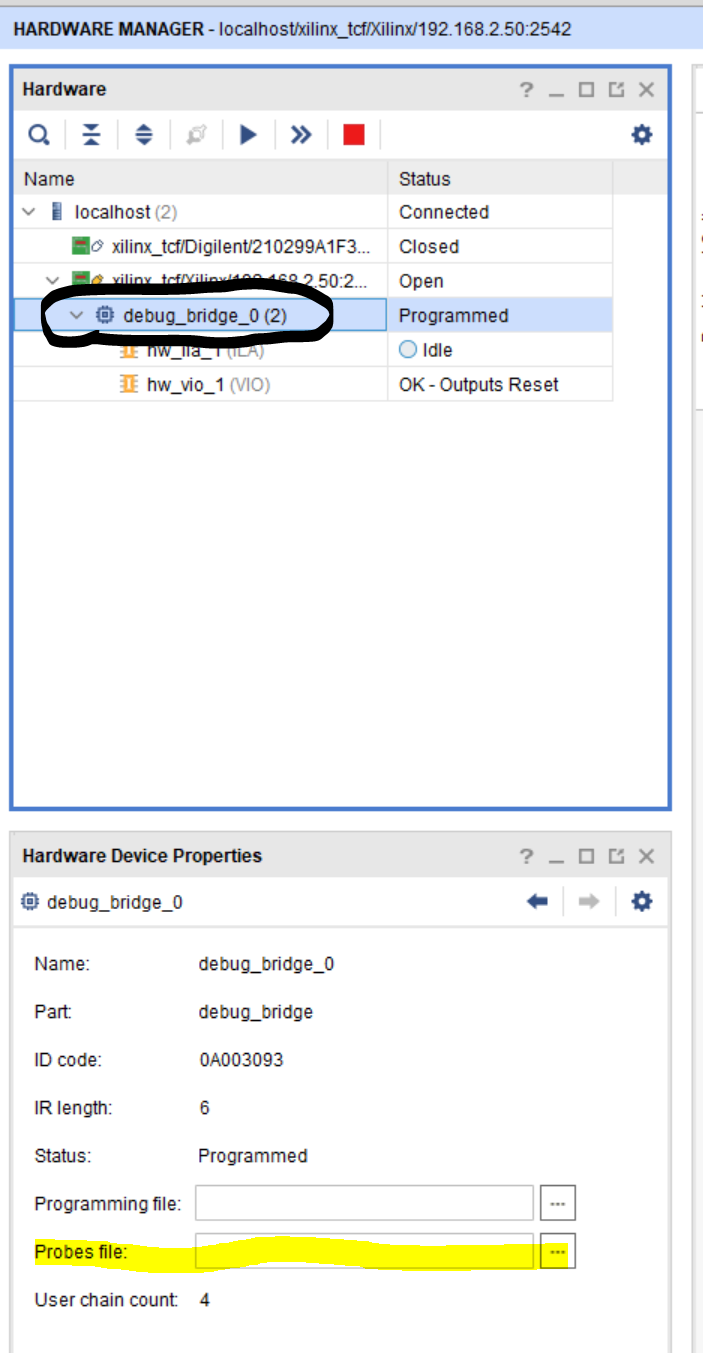 HARDWARE MANAGER - localhost/xilinx_tcf/Xilinx/192.168.2.50:2542
Hardware
Name Status
localhost (2) Connected
xilinx_tcf/Digilent/210299A1F3... Closed
xilinx_tcf/Xilinx/192.168.2.50:2... Open
debug_bridge_0 (2) Programmed
hw_ila_1 (ILA) Idle
hw_vio_1 (VIO) OK - Outputs Reset
Hardware Device Properties
debug_bridge_0
Name: debug_bridge_0
Part: debug_bridge
ID code: 0A003093
IR length: 6
Status: Programmed
Programming file: ...
Probes file: ...
User chain count: 4